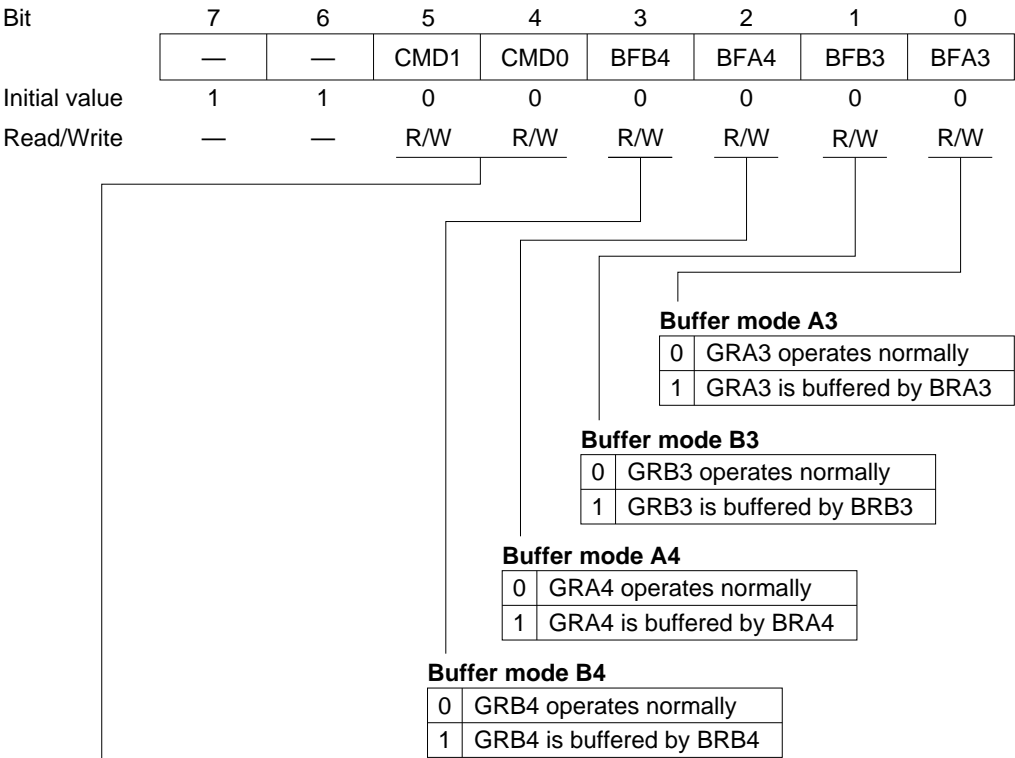 Bit 7 6 5 4 3 2 1 0
— — CMD1 CMD0 BFB4 BFA4 BFB3 BFA3
Initial value 1 1 0 0 0 0 0 0
Read/Write — — R/W R/W R/W R/W R/W R/W
Buffer mode A3
0 GRA3 operates normally
1 GRA3 is buffered by BRA3
Buffer mode B3
0 GRB3 operates normally
1 GRB3 is buffered by BRB3
Buffer mode A4
0 GRA4 operates normally
1 GRA4 is buffered by BRA4
Buffer mode B4
0 GRB4 operates normally
1 GRB4 is buffered by BRB4